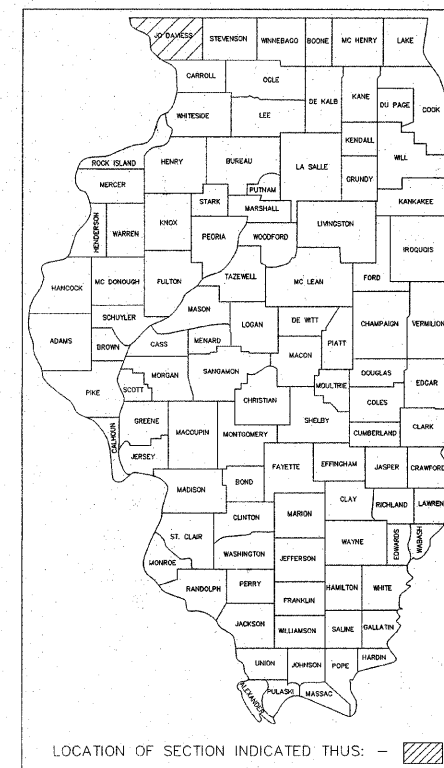 JO DAVIESS STEVENSON WINNEBAGO BOONE MC HENRY LAKE
CARROLL OGLE DE KALB KANE DU PAGE COOK
WHITESIDE LEE KENDALL WILL
ROCK ISLAND HENRY BUREAU LA SALLE GRUNDY
MERCER PUTNAM KANKAKEE
HENDERSON WARREN KNOX STARK MARSHALL LIVINGSTON
PEORIA WOODFORD IROQUOIS
HANCOCK MC DONOUGH FULTON TAZEWELL MC LEAN FORD
SCHUYLER MASON
ADAMS BROWN CASS MENARD LOGAN DE WITT CHAMPAIGN VERMILION
MACON PIATT
PIKE SCOTT MORGAN SANGAMON MOULTRIE DOUGLAS EDGAR
CHRISTIAN COLES
CALHOUN GREENE MACCOUPIN MONTGOMERY SHELBY CUMBERLAND CLARK
JERSEY FAYETTE EFFINGHAM JASPER CRAWFORD
MADISON BOND CLAY RICHLAND LAWREN
CLINTON MARION
ST. CLAIR WAYNE EDWARDS WABASH
MONROE WASHINGTON JEFFERSON
RANDOLPH PERRY HAMILTON WHITE
FRANKLIN
JACKSON WILLIAMSON SALINE GALLATIN
UNION JOHNSON POPE HARDIN
ALEXANDER PULASKI MASSAC
LOCATION OF SECTION INDICATED THUS: –